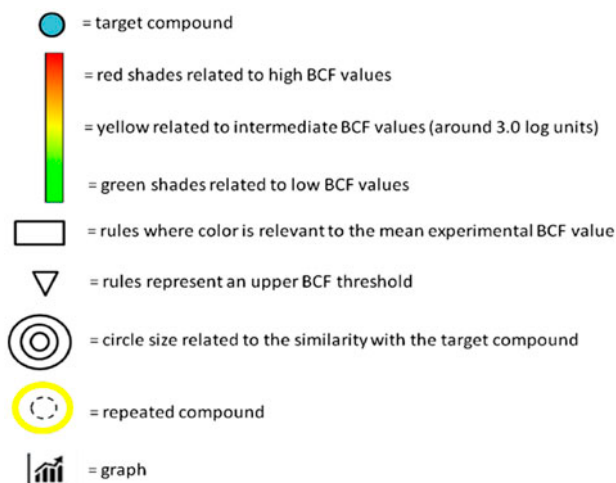 = target compound
= red shades related to high BCF values
= yellow related to intermediate BCF values (around 3.0 log units)
= green shades related to low BCF values
= rules where color is relevant to the mean experimental BCF value
= rules represent an upper BCF threshold
= circle size related to the similarity with the target compound
= repeated compound
= graph